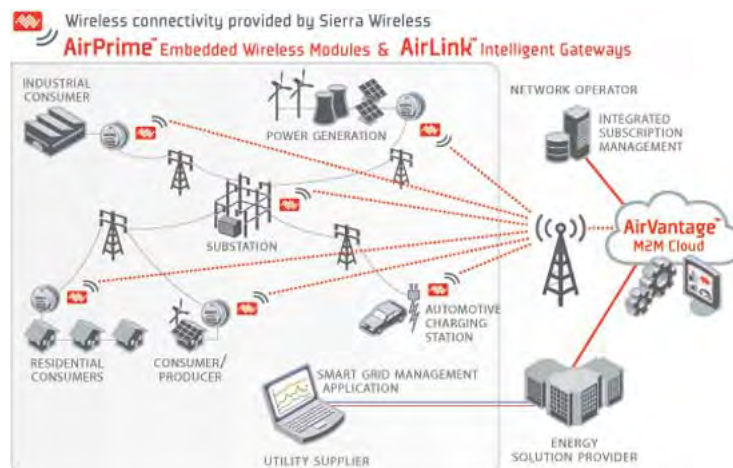 Wireless connectivity provided by Sierra Wireless
AirPrime™ Embedded Wireless Modules & AirLink™ Intelligent Gateways
INDUSTRIAL
CONSUMER
POWER GENERATION
NETWORK OPERATOR
INTEGRATED
SUBSCRIPTION
MANAGEMENT
SUBSTATION
AirVantage™
M2M Cloud
RESIDENTIAL
CONSUMERS
CONSUMER/
PRODUCER
AUTOMOTIVE
CHARGING
STATION
SMART GRID MANAGEMENT
APPLICATION
UTILITY SUPPLIER
ENERGY
SOLUTION PROVIDER